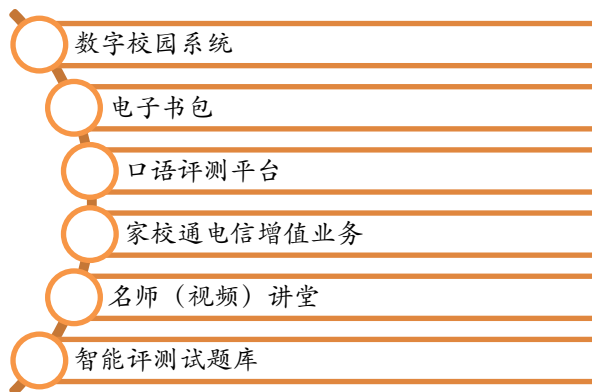 数字校园系统
电子书包
口语评测平台
家校通电信增值业务
名师（视频）讲堂
智能评测试题库